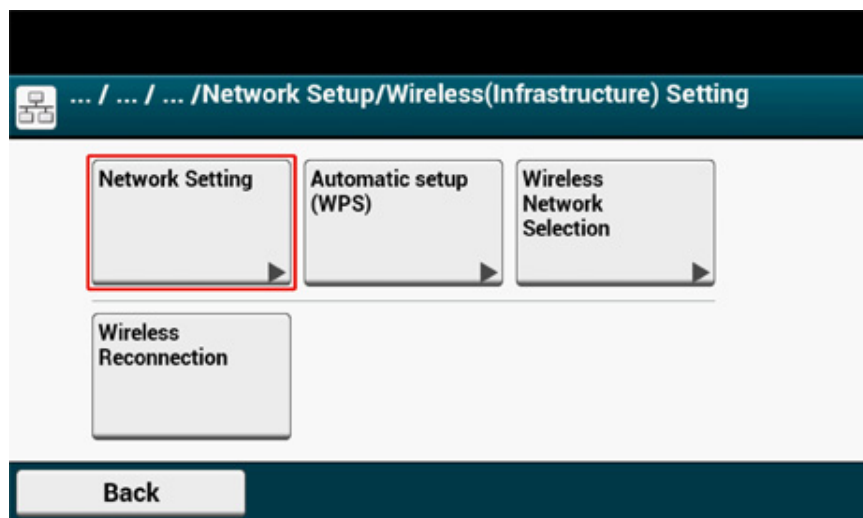 ... / ... / ... /Network Setup/Wireless(Infrastructure) Setting
Network Setting
Automatic setup
(WPS)
Wireless
Network
Selection
Wireless
Reconnection
Back